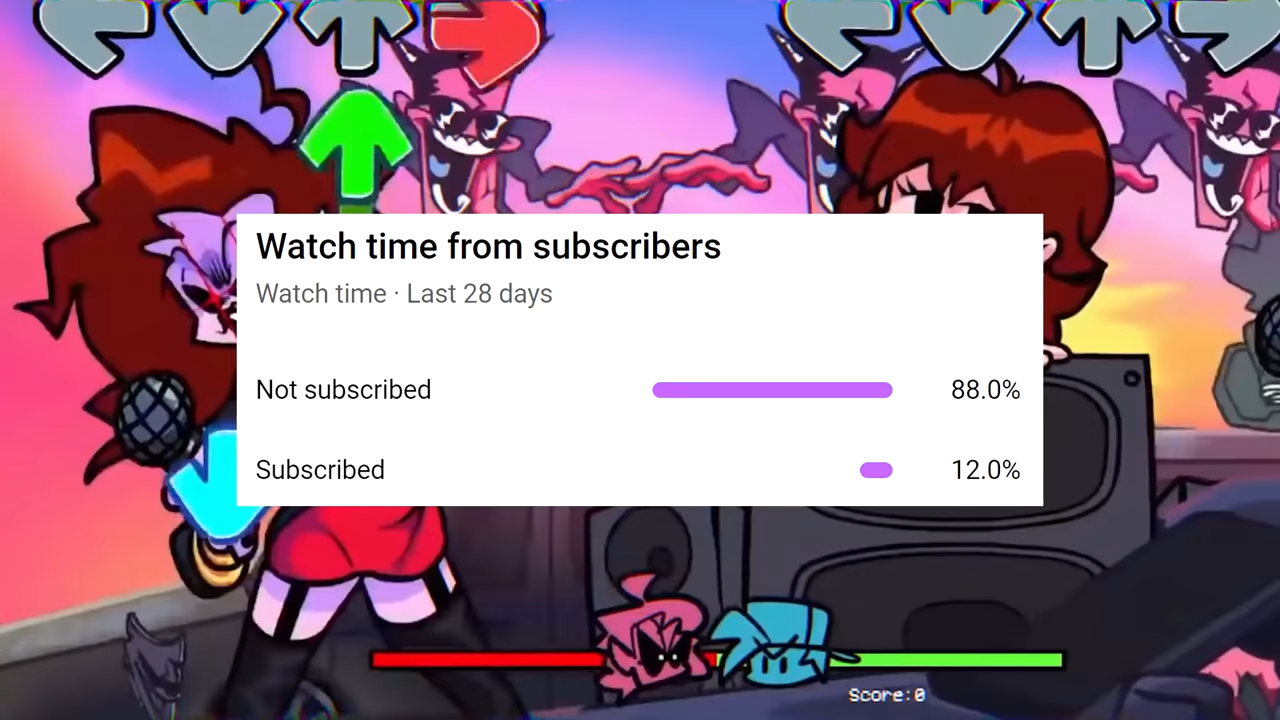 Watch time from subscribers
Watch time · Last 28 days
Not subscribed 88.0%
Subscribed 12.0%
Score:0